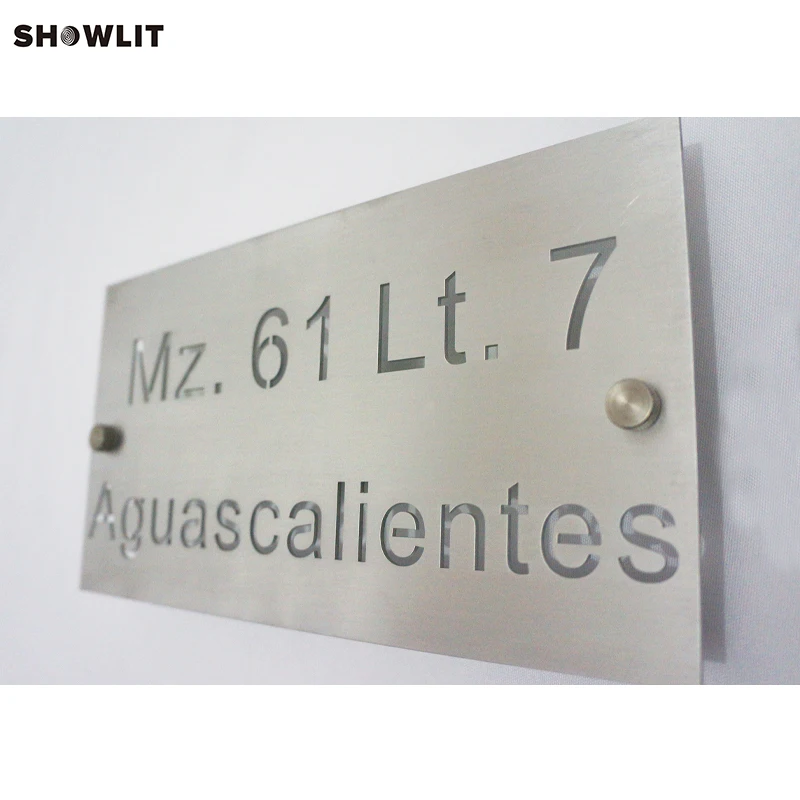 SHOWLIT
Mz. 61 Lt. 7
Aguascalientes